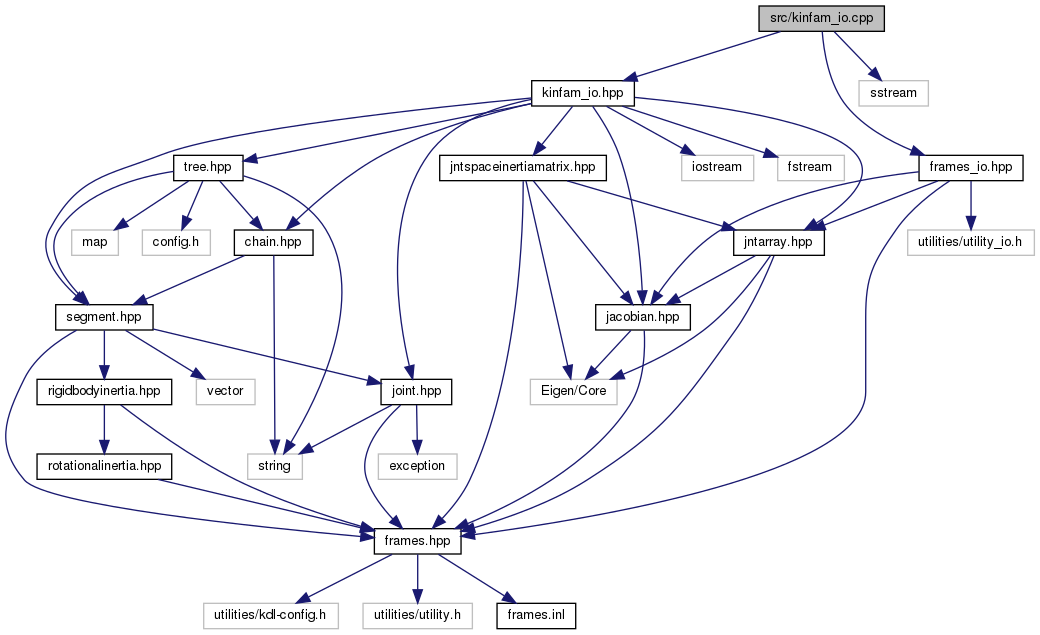 src/kinfam_io.cpp
kinfam_io.hpp
sstream
tree.hpp
jntspaceinertiamatrix.hpp
iostream
fstream
frames_io.hpp
map
config.h
chain.hpp
jntarray.hpp
utilities/utility_io.h
segment.hpp
jacobian.hpp
rigidbodyinertia.hpp
vector
joint.hpp
Eigen/Core
rotationalinertia.hpp
string
exception
frames.hpp
utilities/kdl-config.h
utilities/utility.h
frames.inl